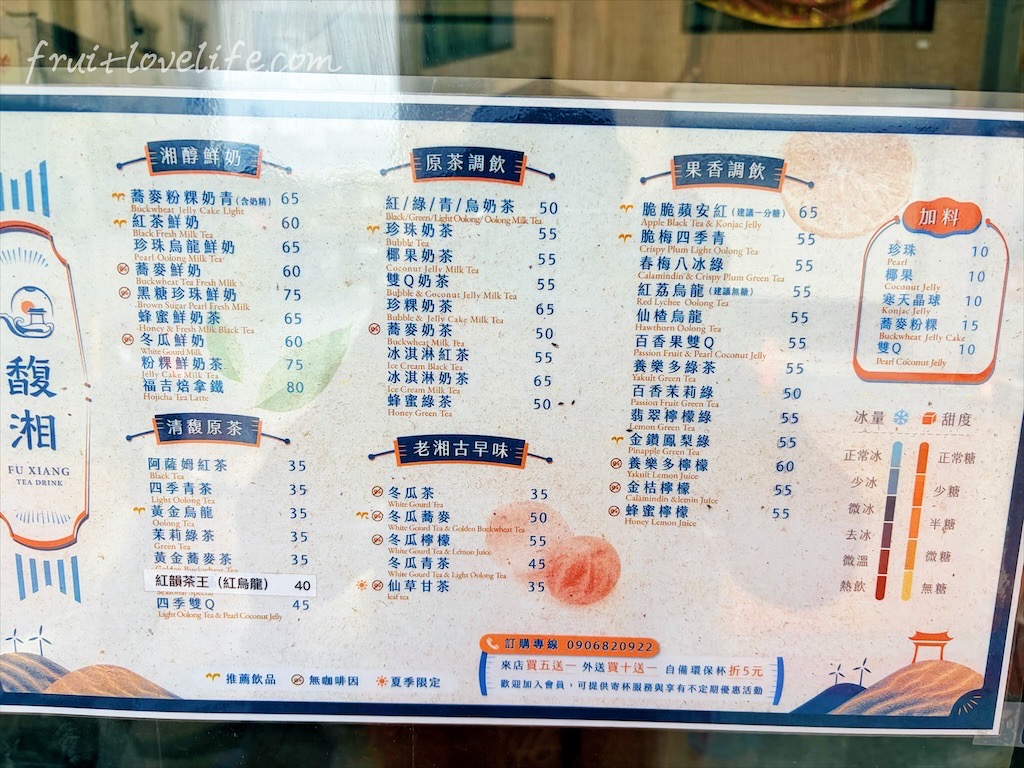 fruitlovelife.com
馥湘
FU XIANG
TEA DRINK
湘醇鮮奶
蕎麥粉粿奶青(含奶精) 65
Buckwheat Jelly Cake Light
紅茶鮮奶 60
Black Fresh Milk Tea
珍珠烏龍鮮奶 65
Pearl Oolong Milk Tea
蕎麥鮮奶 60
Buckwheat Tea Fresh Milk
黑糖珍珠鮮奶 75
Brown Sugar Pearl Fresh Milk
蜂蜜鮮奶茶 65
Honey & Fresh Milk Black Tea
冬瓜鮮奶 60
White Gourd Milk
粉粿鮮奶茶 75
Jelly Cake Milk Tea
福吉焙拿鐵 80
Hojicha Tea Latte
清馥原茶
阿薩姆紅茶 35
Black Tea
四季青茶 35
Light Oolong Tea
黃金烏龍 35
Oolong Tea
茉莉綠茶 35
Green Tea
黃金蕎麥茶 35
Golden Buckwheat Tea
紅韻茶王（紅烏龍） 40
Seasonal Special
四季雙Q 45
Light Oolong Tea & Pearl Coconut Jelly
原茶調飲
紅/綠/青/烏奶茶 50
Black/Green/Light Oolong/ Oolong Milk Tea
珍珠奶茶 55
Bubble Tea
椰果奶茶 55
Coconut Jelly Milk Tea
雙Q奶茶 55
Bubble & Coconut Jelly Milk Tea
珍粿奶茶 65
Bubble & Jelly Cake Milk Tea
蕎麥奶茶 50
Buckwheat Milk Tea
冰淇淋紅茶 55
Ice Cream Black Tea
冰淇淋奶茶 65
Ice Cream Milk Tea
蜂蜜綠茶 50
Honey Green Tea
老湘古早味
冬瓜茶 35
White Gourd Tea
冬瓜蕎麥 50
White Gourd Tea & Golden Buckwheat Tea
冬瓜檸檬 55
White Gourd Tea & Lemon Juice
冬瓜青茶 45
White Gourd Tea & Light Oolong Tea
仙草甘茶 35
leaf tea
果香調飲
脆脆蘋安紅(建議一分糖) 65
Apple Black Tea & Konjac Jelly
脆梅四季青 55
Crispy Plum Light Oolong Tea
春梅八冰綠 55
Calamindin & Crispy Plum Green Tea
紅荔烏龍(建議無糖) 55
Red Lychee Oolong Tea
仙楂烏龍 55
Hawthorn Oolong Tea
百香果雙Q 55
Passion Fruit & Pearl Coconut Jelly
養樂多綠茶 55
Yakult Green Tea
百香茉莉綠 50
Passion Fruit Green Tea
翡翠檸檬綠 55
Lemon Green Tea
金鑽鳳梨綠 55
Pinapple Green Tea
養樂多檸檬 60
Yakult Lemon Juice
金桔檸檬 55
Calamindin &lemin Juice
蜂蜜檸檬 55
Honey Lemon Juice
加料
珍珠 10
Pearl
椰果 10
Coconut Jelly
寒天晶球 10
Konjac Jelly
蕎麥粉粿 15
Buckwheat Jelly Cake
雙Q 10
Pearl Coconut Jelly
冰量 甜度
正常冰 正常糖
少冰 少糖
微冰 半糖
去冰
微溫 微糖
熱飲 無糖
推薦飲品 無咖啡因 夏季限定
訂購專線 0906820922
來店買五送一 外送買十送一 自備環保杯折5元
歡迎加入會員，可提供寄杯服務與享有不定期優惠活動